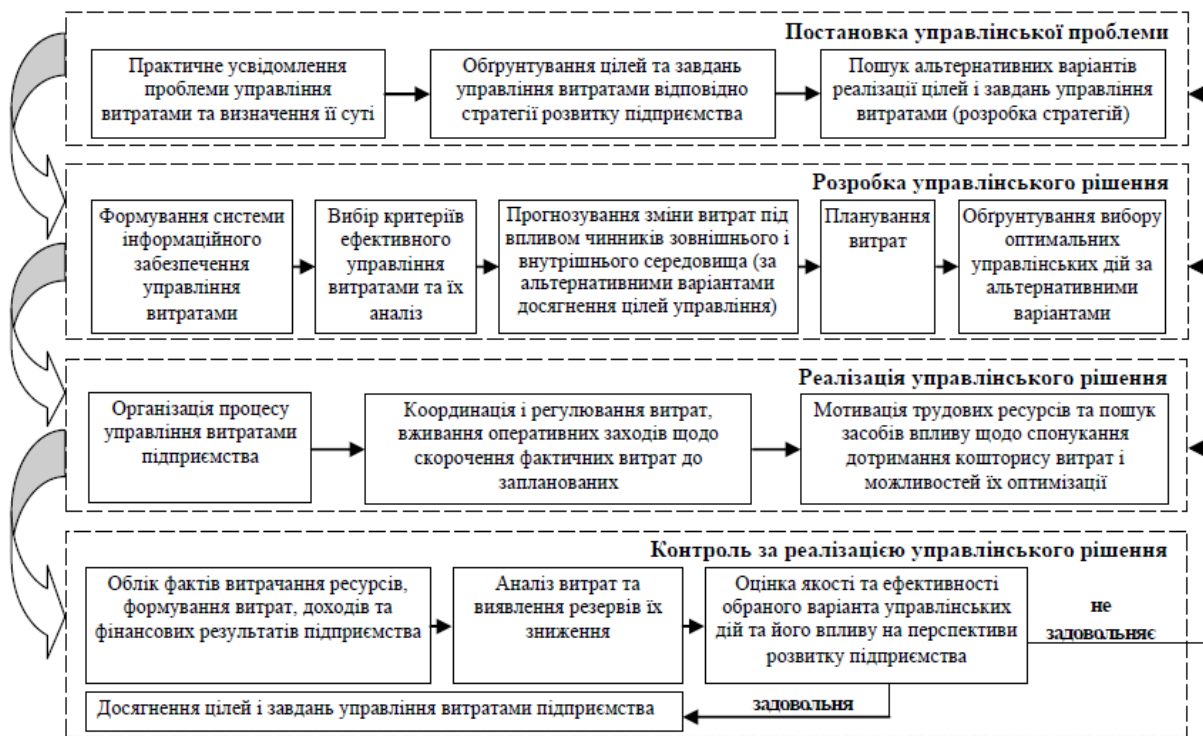 Постановка управлінської проблеми
Практичне усвідомлення
проблеми управління
витратами та визначення її суті
Обґрунтування цілей та завдань
управління витратами відповідно
стратегії розвитку підприємства
Пошук альтернативних варіантів
реалізації цілей і завдань управління
витратами (розробка стратегій)
Розробка управлінського рішення
Формування системи
інформаційного
забезпечення
управління
витратами
Вибір критеріїв
ефективного
управління
витратами та їх
аналіз
Прогнозування зміни витрат під
впливом чинників зовнішнього і
внутрішнього середовища (за
альтернативними варіантами
досягнення цілей управління)
Планування
витрат
Обґрунтування вибору
оптимальних
управлінських дій за
альтернативними
варіантами
Реалізація управлінського рішення
Організація процесу
управління витратами
підприємства
Координація і регулювання витрат,
вживання оперативних заходів щодо
скорочення фактичних витрат до
запланованих
Мотивація трудових ресурсів та пошук
засобів впливу щодо спонукання
дотримання кошторису витрат і
можливостей їх оптимізації
Контроль за реалізацією управлінського рішення
Облік фактів витрачання ресурсів,
формування витрат, доходів та
фінансових результатів підприємства
Аналіз витрат та
виявлення резервів їх
зниження
Оцінка якості та ефективності
обраного варіанта управлінських
дій та його впливу на перспективи
розвитку підприємства
не
задовольняє
Досягнення цілей і завдань управління витратами підприємства
задовольня